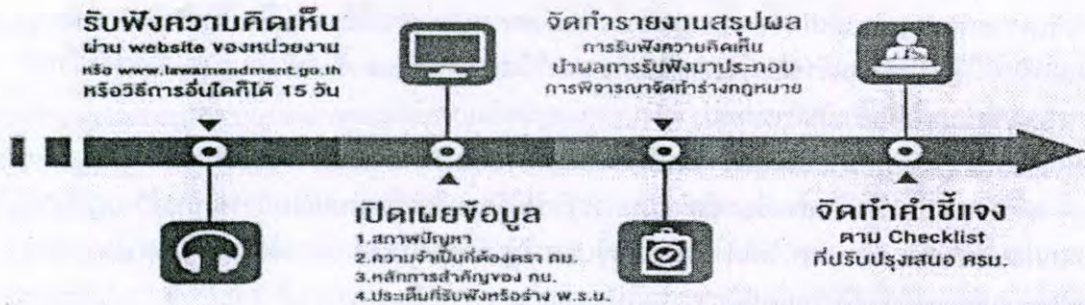 รับฟังความคิดเห็น
ผ่าน website ของหน่วยงาน
หรือ www.lawamendment.go.th
หรือวิธีการอื่นใดก็ได้ 15 วัน
เปิดเผยข้อมูล
1.สภาพปัญหา
2.ความจำเป็นที่ต้องตรา กม.
3.หลักการสำคัญของ กม.
4.ประเด็นที่รับฟังหรือร่าง พ.ร.บ.
จัดทำรายงานสรุปผล
การรับฟังความคิดเห็น
นำผลการรับฟังมาประกอบ
การพิจารณาจัดทำร่างกฎหมาย
จัดทำคำชี้แจง
ตาม Checklist
ที่ปรับปรุงเสนอ ครม.